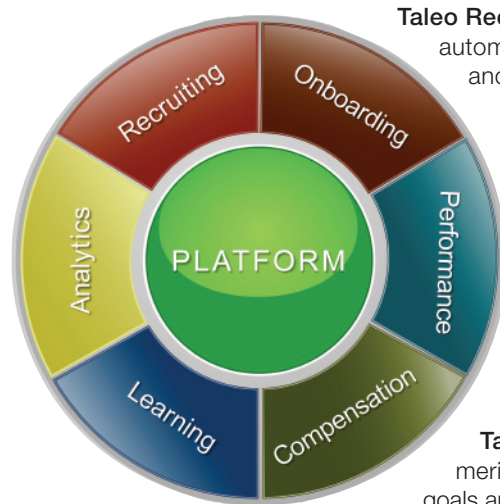 Taleo Rec
autom
and
Recruiting
Onboarding
Analytics
PLATFORM
Performance
Learning
Compensation
Ta
meri
goals a